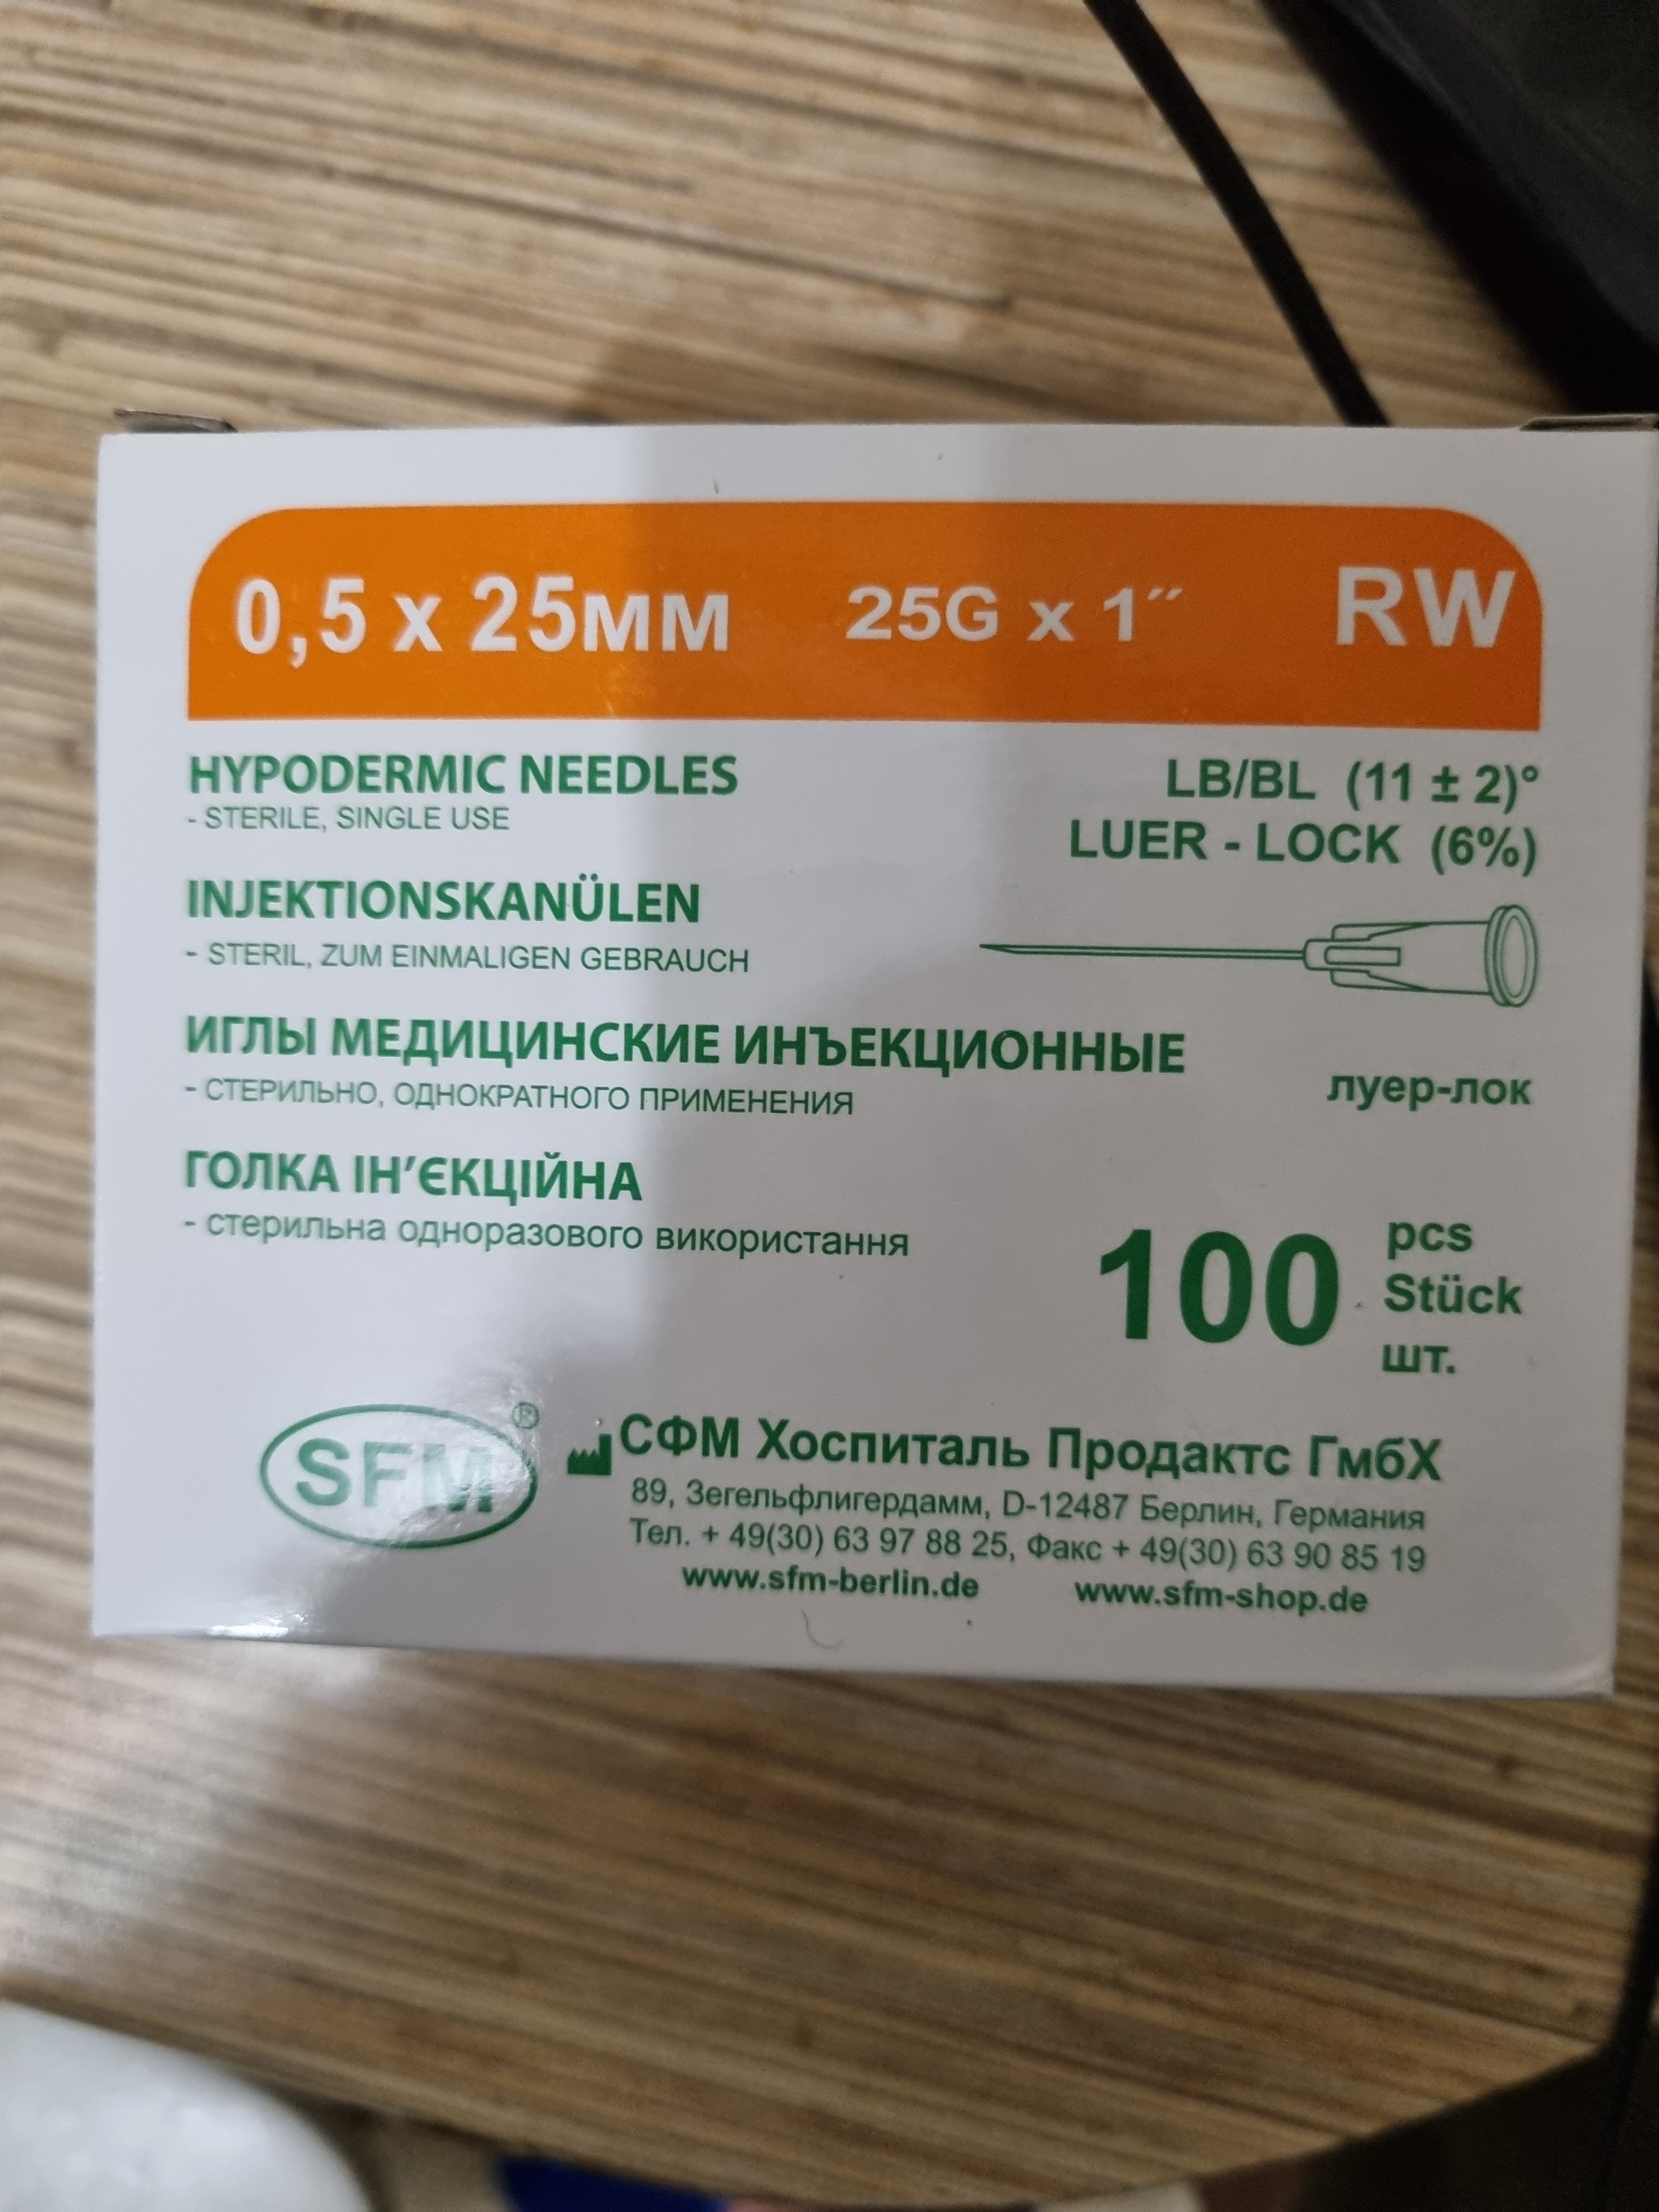 0,5 x 25мм 25G x 1″ RW
HYPODERMIC NEEDLES
- STERILE, SINGLE USE
LB/BL (11 ± 2)°
LUER - LOCK (6%)
INJEKTIONSKANÜLEN
- STERIL, ZUM EINMALIGEN GEBRAUCH
ИГЛЫ МЕДИЦИНСКИЕ ИНЪЕКЦИОННЫЕ
- СТЕРИЛЬНО, ОДНОКРАТНОГО ПРИМЕНЕНИЯ
луер-лок
ГОЛКА ІН’ЄКЦІЙНА
- стерильна одноразового використання
100 pcs
Stück
шт.
SFM®
СФМ Хоспиталь Продактс ГмбХ
89, Зегельфлигердамм, D-12487 Берлин, Германия
Тел. + 49(30) 63 97 88 25, Факс + 49(30) 63 90 85 19
www.sfm-berlin.de www.sfm-shop.de